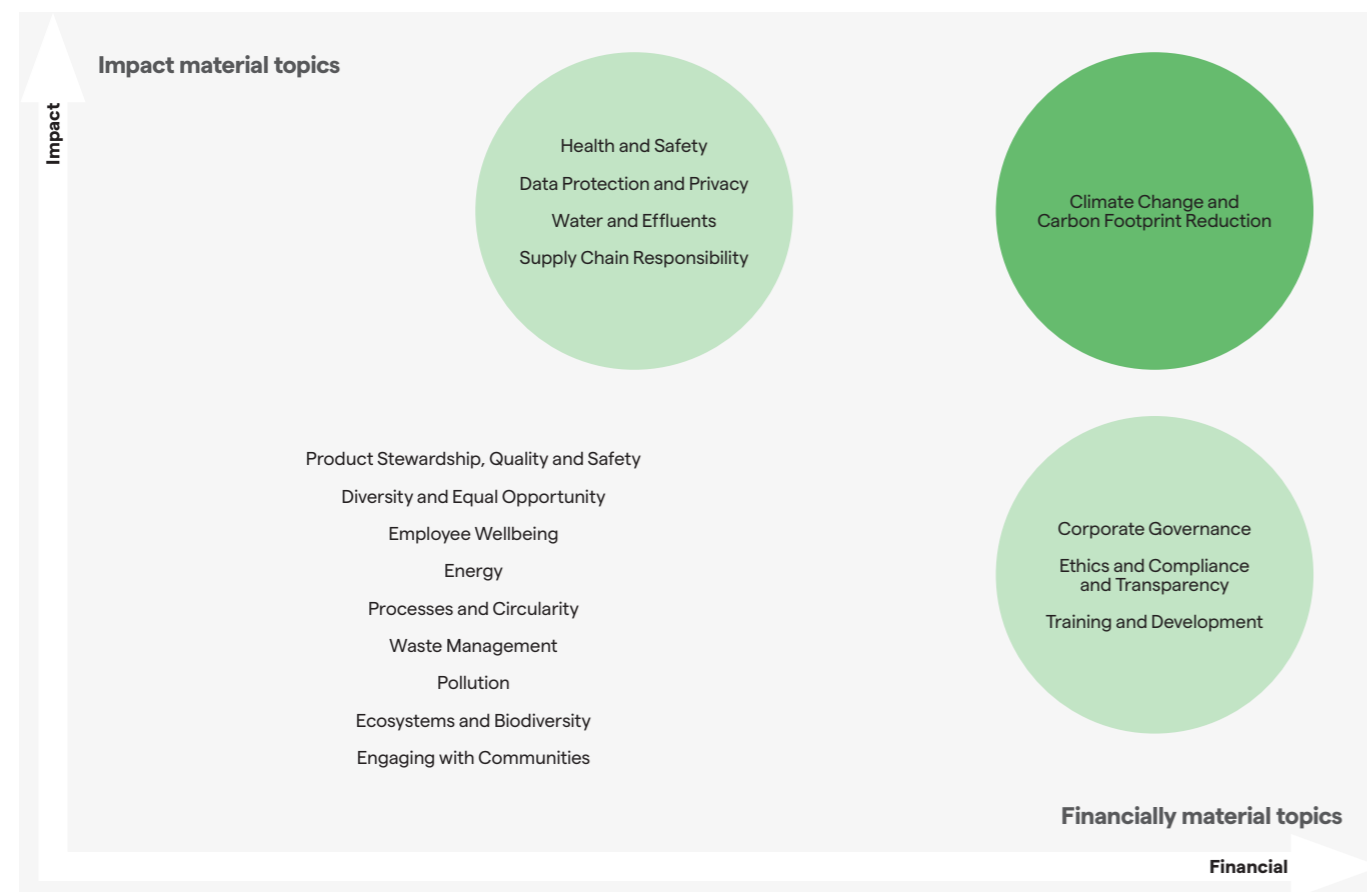 Impact material topics
Impact
Health and Safety
Data Protection and Privacy
Water and Effluents
Supply Chain Responsibility
Climate Change and
Carbon Footprint Reduction
Product Stewardship, Quality and Safety
Diversity and Equal Opportunity
Employee Wellbeing
Energy
Processes and Circularity
Waste Management
Pollution
Ecosystems and Biodiversity
Engaging with Communities
Corporate Governance
Ethics and Compliance
and Transparency
Training and Development
Financially material topics
Financial